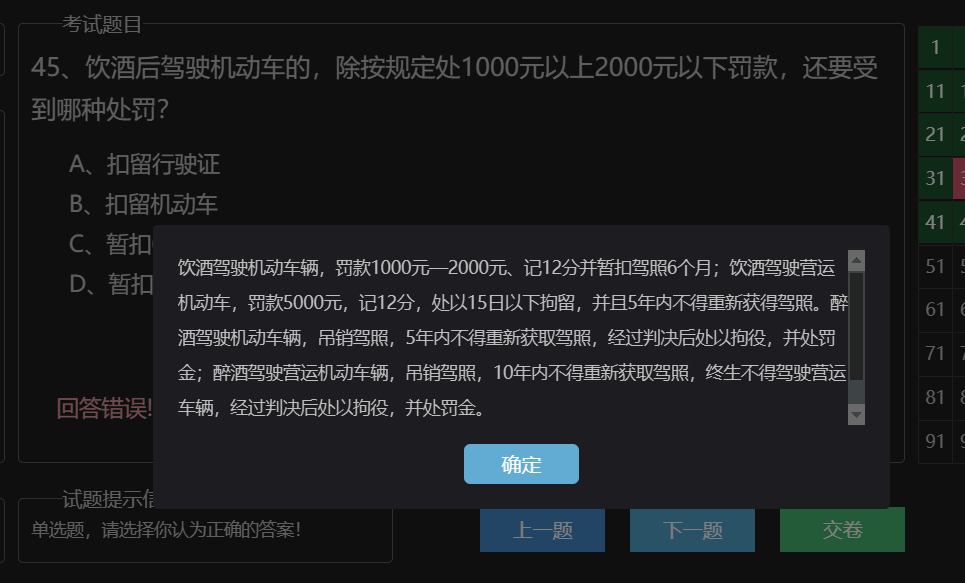 考试题目
45、饮酒后驾驶机动车的，除按规定处1000元以上2000元以下罚款，还要受
到哪种处罚？
A、扣留行驶证
B、扣留机动车
C、暂扣
D、暂扣
饮酒驾驶机动车辆，罚款1000元—2000元、记12分并暂扣驾照6个月；饮酒驾驶营运
机动车，罚款5000元，记12分，处以15日以下拘留，并且5年内不得重新获得驾照。醉
酒驾驶机动车辆，吊销驾照，5年内不得重新获取驾照，经过判决后处以拘役，并处罚
金；醉酒驾驶营运机动车辆，吊销驾照，10年内不得重新获取驾照，终生不得驾驶营运
车辆，经过判决后处以拘役，并处罚金。
确定
回答错误!
试题提示信
单选题，请选择你认为正确的答案!
上一题
下一题
交卷
1
11
21
31
41
51
61
71
81
91